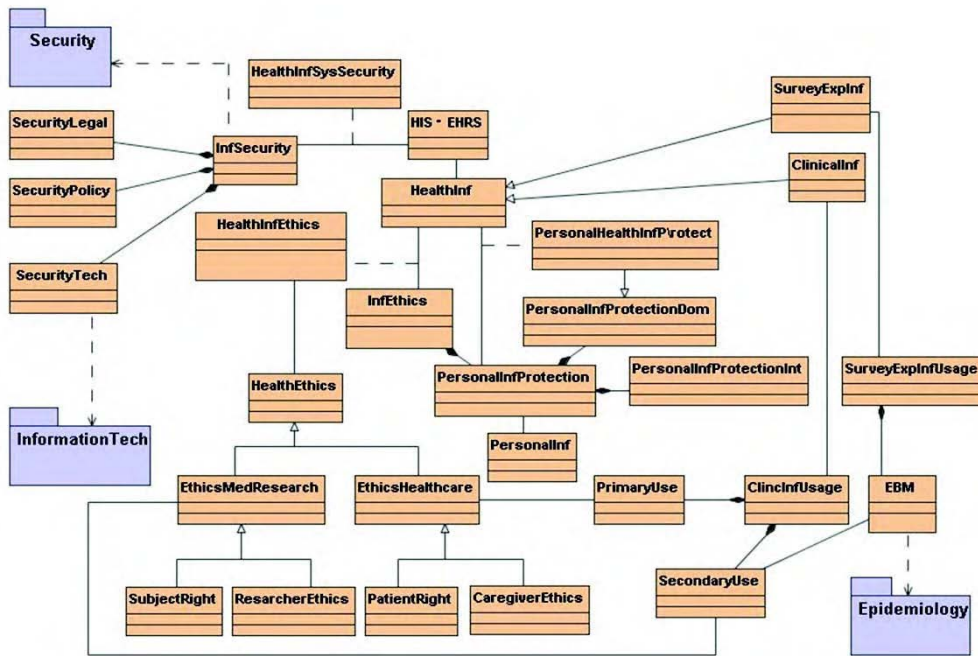 Security
HealthInfSysSecurity
SurveyExpInf
SecurityLegal
HIS - EHRS
InfSecurity
ClinicalInf
SecurityPolicy
HealthInf
HealthInfEthics
PersonalHealthInfP\rotect
SecurityTech
InfEthics
PersonalInfProtectionDom
PersonalInfProtection
PersonalInfProtectionInt
SurveyExpInfUsage
HealthEthics
InformationTech
PersonalInf
EthicsMedResearch
EthicsHealthcare
PrimaryUse
ClincInfUsage
EBM
SecondaryUse
SubjectRight
ResarcherEthics
PatientRight
CaregiverEthics
Epidemiology